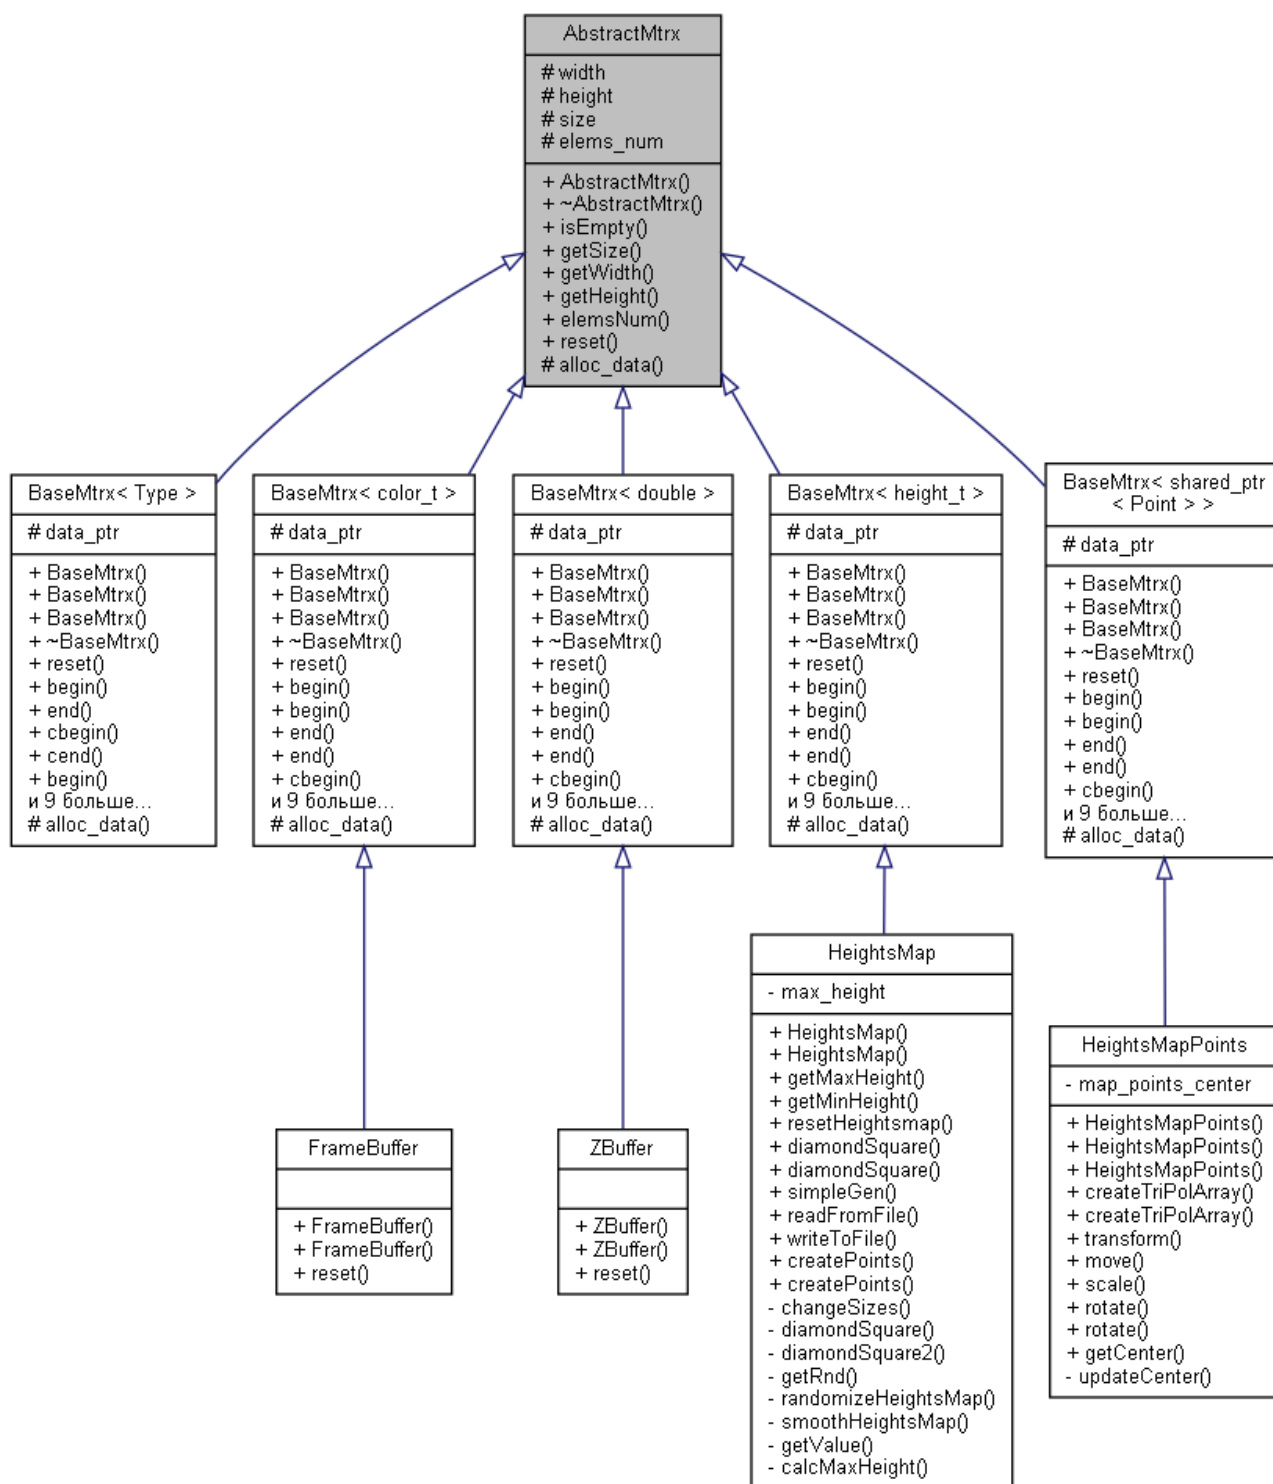 AbstractMtrx
# width
# height
# size
# elems_num
+ AbstractMtrx()
+ ~AbstractMtrx()
+ isEmpty()
+ getSize()
+ getWidth()
+ getHeight()
+ elemsNum()
+ reset()
# alloc_data()
BaseMtrx< Type >
# data_ptr
+ BaseMtrx()
+ BaseMtrx()
+ BaseMtrx()
+ ~BaseMtrx()
+ reset()
+ begin()
+ end()
+ cbegin()
+ cend()
+ begin()
и 9 больше...
# alloc_data()
BaseMtrx< color_t >
# data_ptr
+ BaseMtrx()
+ BaseMtrx()
+ BaseMtrx()
+ ~BaseMtrx()
+ reset()
+ begin()
+ begin()
+ end()
+ end()
+ cbegin()
и 9 больше...
# alloc_data()
BaseMtrx< double >
# data_ptr
+ BaseMtrx()
+ BaseMtrx()
+ BaseMtrx()
+ ~BaseMtrx()
+ reset()
+ begin()
+ begin()
+ end()
+ end()
+ cbegin()
и 9 больше...
# alloc_data()
BaseMtrx< height_t >
# data_ptr
+ BaseMtrx()
+ BaseMtrx()
+ BaseMtrx()
+ ~BaseMtrx()
+ reset()
+ begin()
+ begin()
+ end()
+ end()
+ cbegin()
и 9 больше...
# alloc_data()
BaseMtrx< shared_ptr
< Point > >
# data_ptr
+ BaseMtrx()
+ BaseMtrx()
+ BaseMtrx()
+ ~BaseMtrx()
+ reset()
+ begin()
+ begin()
+ end()
+ end()
+ cbegin()
и 9 больше...
# alloc_data()
FrameBuffer
+ FrameBuffer()
+ FrameBuffer()
+ reset()
ZBuffer
+ ZBuffer()
+ ZBuffer()
+ reset()
HeightsMap
- max_height
+ HeightsMap()
+ HeightsMap()
+ getMaxHeight()
+ getMinHeight()
+ resetHeightsmap()
+ diamondSquare()
+ diamondSquare()
+ simpleGen()
+ readFromFile()
+ writeToFile()
+ createPoints()
+ createPoints()
- changeSizes()
- diamondSquare()
- diamondSquare2()
- getRnd()
- randomizeHeightsMap()
- smoothHeightsMap()
- getValue()
- calcMaxHeight()
HeightsMapPoints
- map_points_center
+ HeightsMapPoints()
+ HeightsMapPoints()
+ HeightsMapPoints()
+ createTriPolArray()
+ createTriPolArray()
+ transform()
+ move()
+ scale()
+ rotate()
+ rotate()
+ getCenter()
- updateCenter()